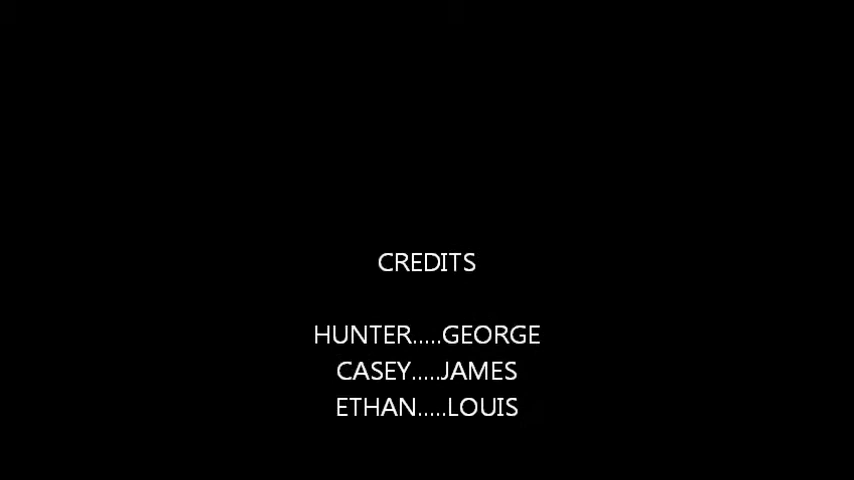 CREDITS
HUNTER.....GEORGE
CASEY.....JAMES
ETHAN.....LOUIS